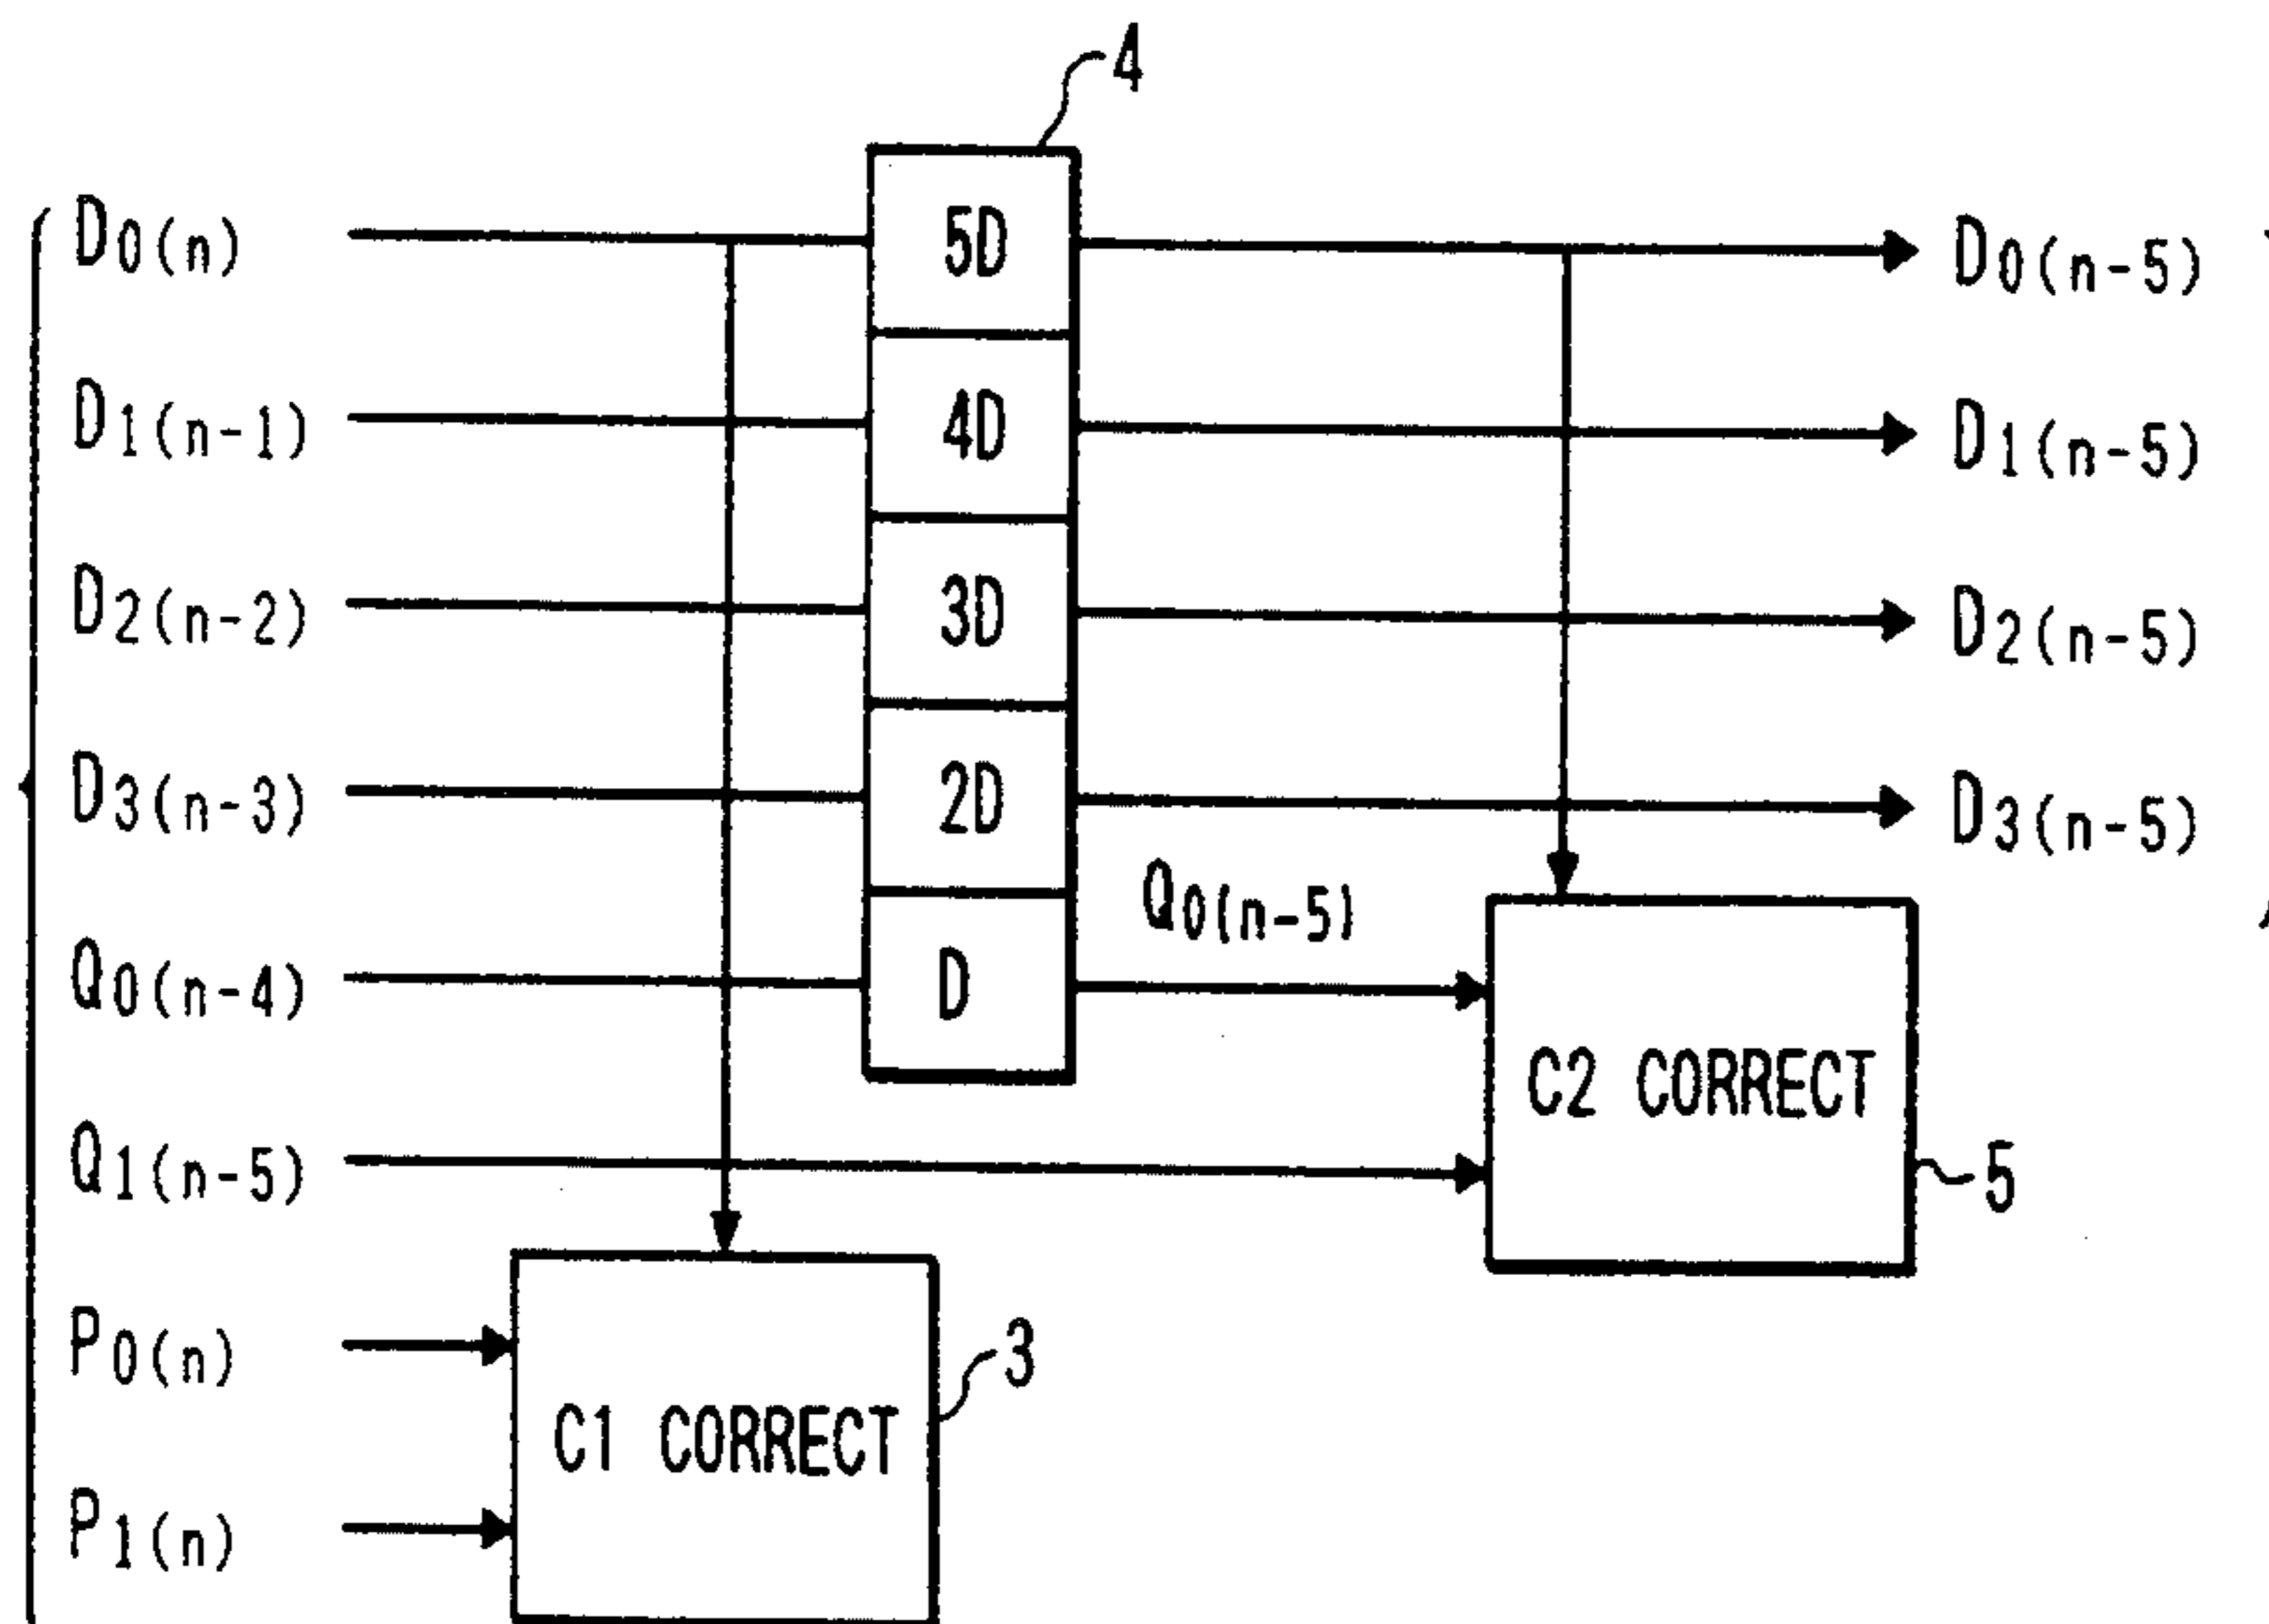 4
D0(n) 5D D0(n-5)
D1(n-1) 4D D1(n-5)
D2(n-2) 3D D2(n-5)
D3(n-3) 2D D3(n-5)
Q0(n-4) D Q0(n-5)
C2 CORRECT
Q1(n-5) 5
P0(n) 3
C1 CORRECT
P1(n)